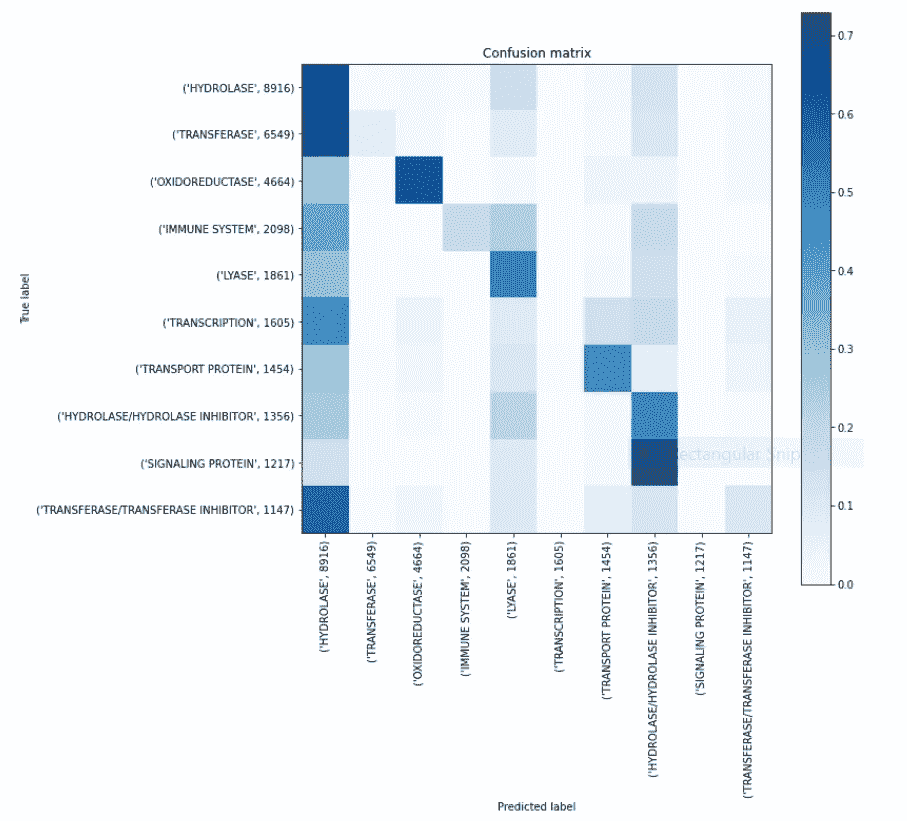 Confusion matrix
('HYDROLASE', 8916)
('TRANSFERASE', 6549)
('OXIDOREDUCTASE', 4664)
('IMMUNE SYSTEM', 2098)
('LYASE', 1861)
('TRANSCRIPTION', 1605)
('TRANSPORT PROTEIN', 1454)
('HYDROLASE/HYDROLASE INHIBITOR', 1356)
('SIGNALING PROTEIN', 1217)
('TRANSFERASE/TRANSFERASE INHIBITOR', 1147)
True label
('HYDROLASE', 8916)
('TRANSFERASE', 6549)
('OXIDOREDUCTASE', 4664)
('IMMUNE SYSTEM', 2098)
('LYASE', 1861)
('TRANSCRIPTION', 1605)
('TRANSPORT PROTEIN', 1454)
('HYDROLASE/HYDROLASE INHIBITOR', 1356)
('SIGNALING PROTEIN', 1217)
('TRANSFERASE/TRANSFERASE INHIBITOR', 1147)
Predicted label
0.7
0.6
0.5
0.4
0.3
0.2
0.1
0.0
ectangular Snip